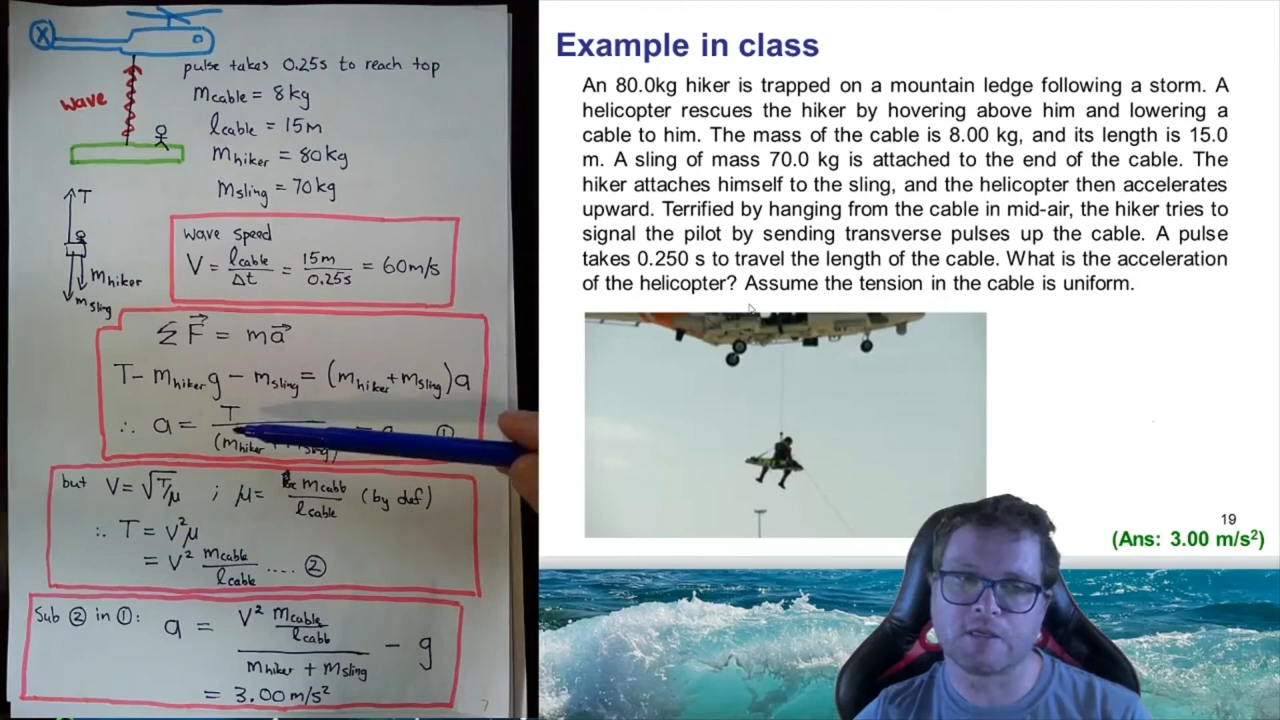 pulse takes 0.25s to reach top
wave
mcable = 8kg
lcable = 15m
mhiker = 80kg
msling = 70kg
T
mhiker
msling
wave speed
V = lcable/Δt = 15m/0.25s = 60m/s
ΣF⃗ = ma⃗
T- mhiker g - msling = (mhiker+msling)a
∴ a = T/(mhiker + msling)
but V = √T/μ ; μ = mcable/lcable (by def)
∴ T = V²μ
= V² mcable/lcable .... ②
Sub ② in ①: a = V² mcable/lcable / mhiker + msling - g
= 3.00 m/s²
Example in class
An 80.0kg hiker is trapped on a mountain ledge following a storm. A
helicopter rescues the hiker by hovering above him and lowering a
cable to him. The mass of the cable is 8.00 kg, and its length is 15.0
m. A sling of mass 70.0 kg is attached to the end of the cable. The
hiker attaches himself to the sling, and the helicopter then accelerates
upward. Terrified by hanging from the cable in mid-air, the hiker tries to
signal the pilot by sending transverse pulses up the cable. A pulse
takes 0.250 s to travel the length of the cable. What is the acceleration
of the helicopter? Assume the tension in the cable is uniform.
19
(Ans: 3.00 m/s²)